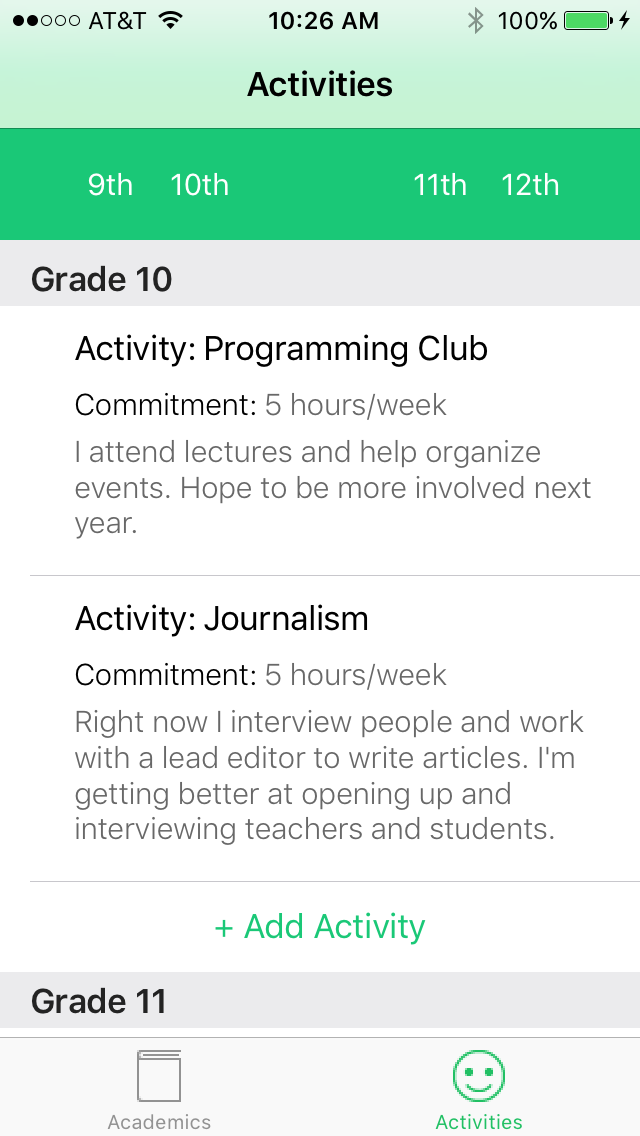 AT&T 10:26 AM 100%
Activities
9th 10th 11th 12th
Grade 10
Activity: Programming Club
Commitment: 5 hours/week
I attend lectures and help organize
events. Hope to be more involved next
year.
Activity: Journalism
Commitment: 5 hours/week
Right now I interview people and work
with a lead editor to write articles. I'm
getting better at opening up and
interviewing teachers and students.
+ Add Activity
Grade 11
Academics Activities